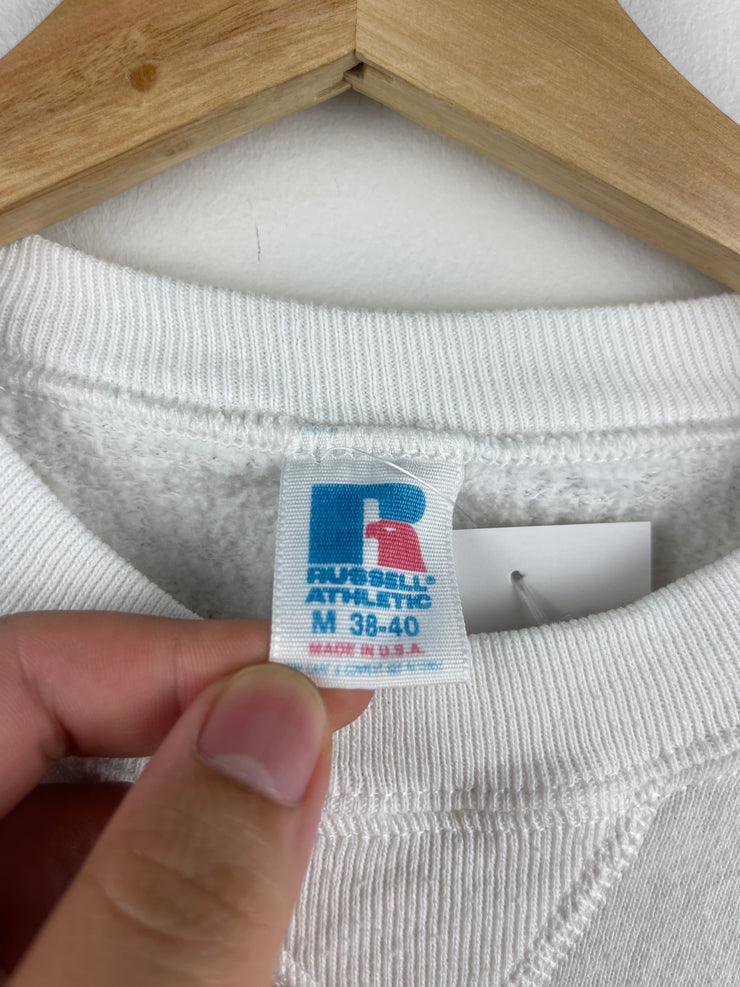 R
RUSSELL®
ATHLETIC
M 38-40
MADE IN U.S.A.